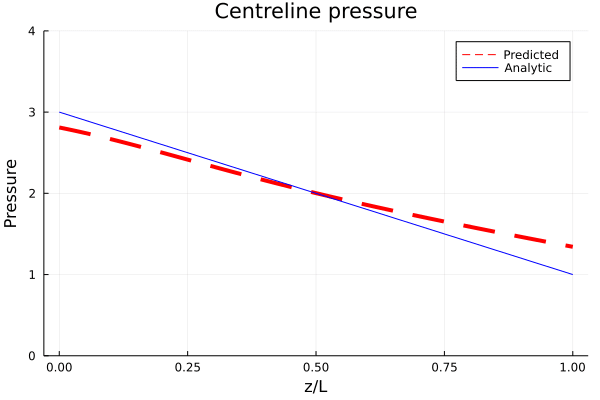 Centreline pressure
4
3
2
1
0
Pressure
Predicted
Analytic
0.00
0.25
0.50
0.75
1.00
z/L